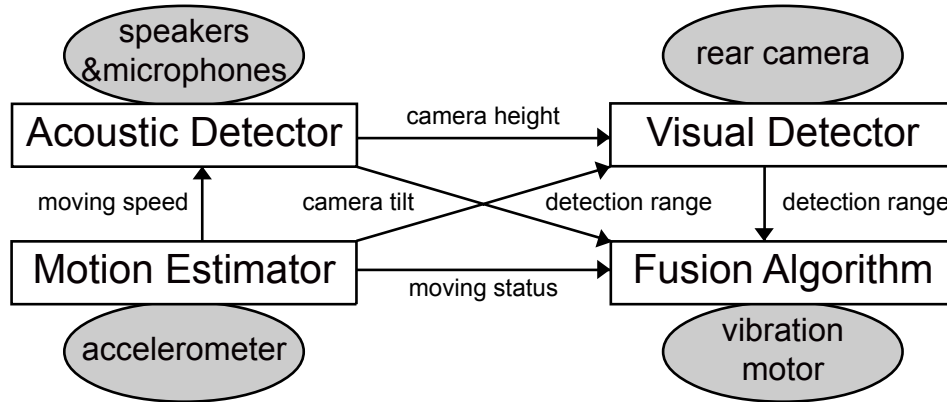 speakers
&microphones
rear camera
Acoustic Detector
camera height
Visual Detector
moving speed
camera tilt
detection range
detection range
Motion Estimator
moving status
Fusion Algorithm
accelerometer
vibration
motor